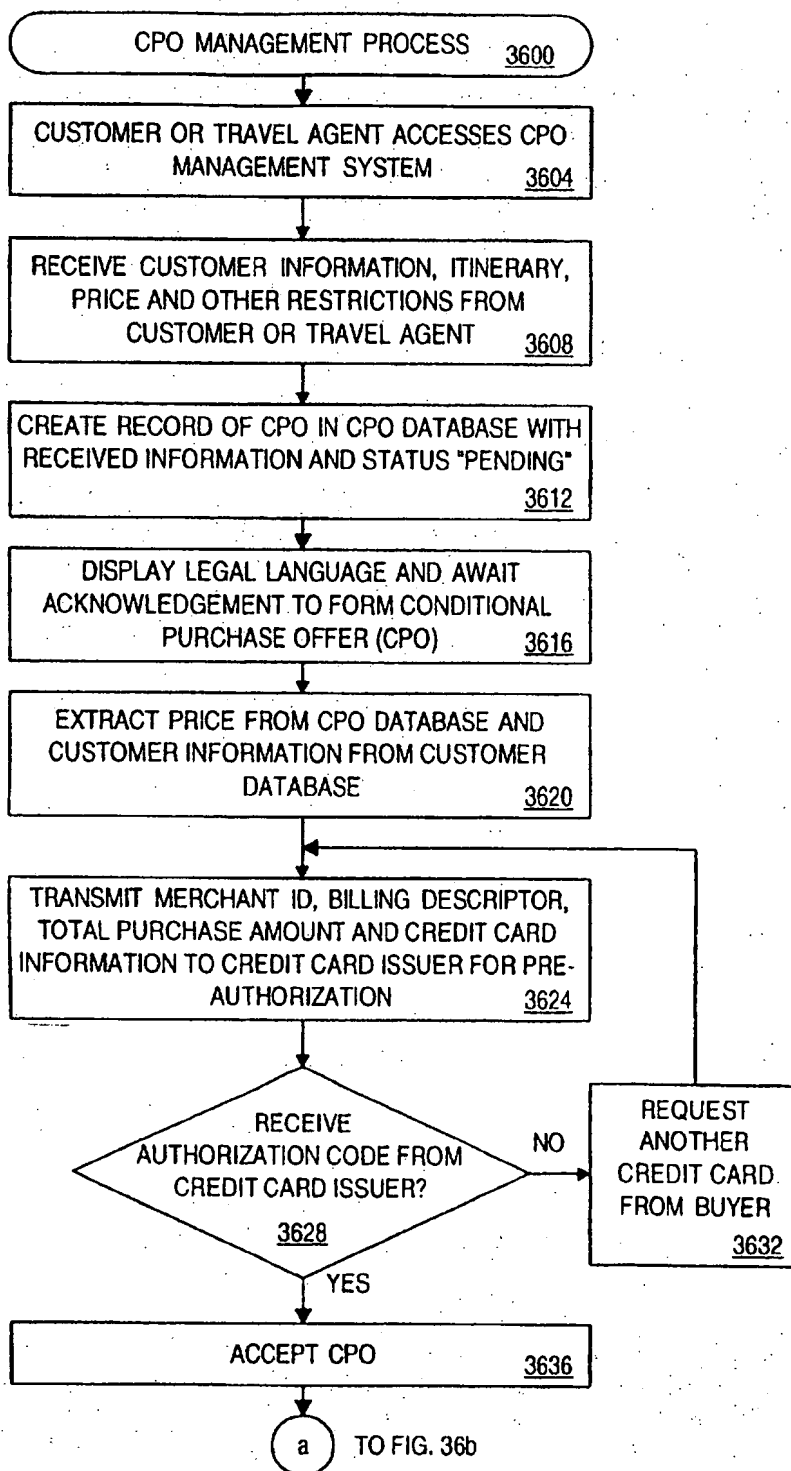 CPO MANAGEMENT PROCESS 3600
CUSTOMER OR TRAVEL AGENT ACCESSES CPO
MANAGEMENT SYSTEM
3604
RECEIVE CUSTOMER INFORMATION, ITINERARY,
PRICE AND OTHER RESTRICTIONS FROM
CUSTOMER OR TRAVEL AGENT
3608
CREATE RECORD OF CPO IN CPO DATABASE WITH
RECEIVED INFORMATION AND STATUS "PENDING"
3612
DISPLAY LEGAL LANGUAGE AND AWAIT
ACKNOWLEDGEMENT TO FORM CONDITIONAL
PURCHASE OFFER (CPO)
3616
EXTRACT PRICE FROM CPO DATABASE AND
CUSTOMER INFORMATION FROM CUSTOMER
DATABASE
3620
TRANSMIT MERCHANT ID, BILLING DESCRIPTOR,
TOTAL PURCHASE AMOUNT AND CREDIT CARD
INFORMATION TO CREDIT CARD ISSUER FOR PRE-
AUTHORIZATION
3624
RECEIVE
AUTHORIZATION CODE FROM
CREDIT CARD ISSUER?
3628
NO
REQUEST
ANOTHER
CREDIT CARD
FROM BUYER
3632
YES
ACCEPT CPO
3636
a TO FIG. 36b